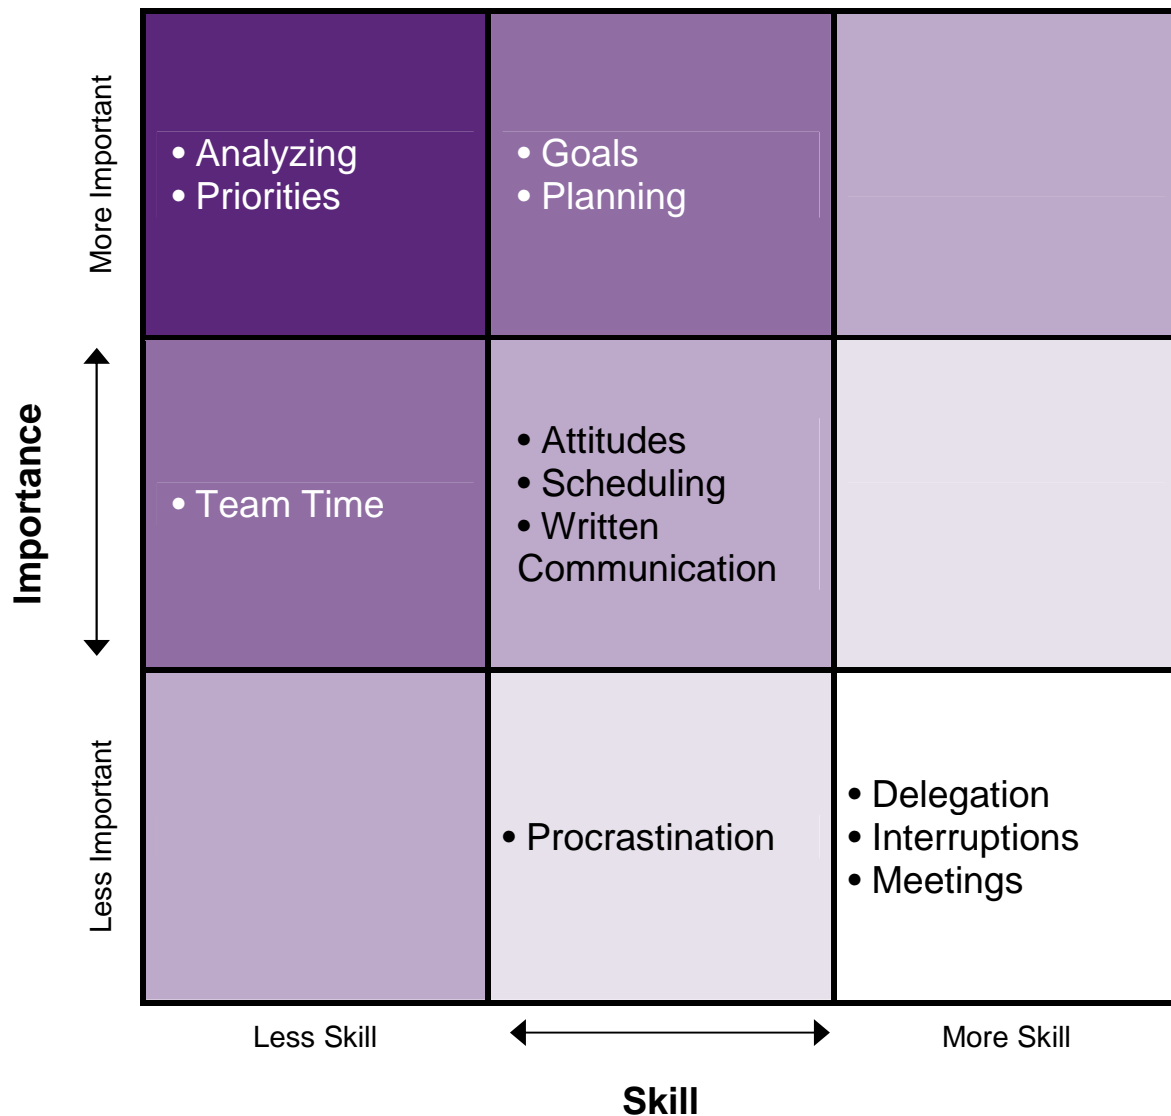 More Important
• Analyzing
• Priorities
• Goals
• Planning
Importance
• Team Time
• Attitudes
• Scheduling
• Written
Communication
Less Important
• Procrastination
• Delegation
• Interruptions
• Meetings
Less Skill
More Skill
Skill